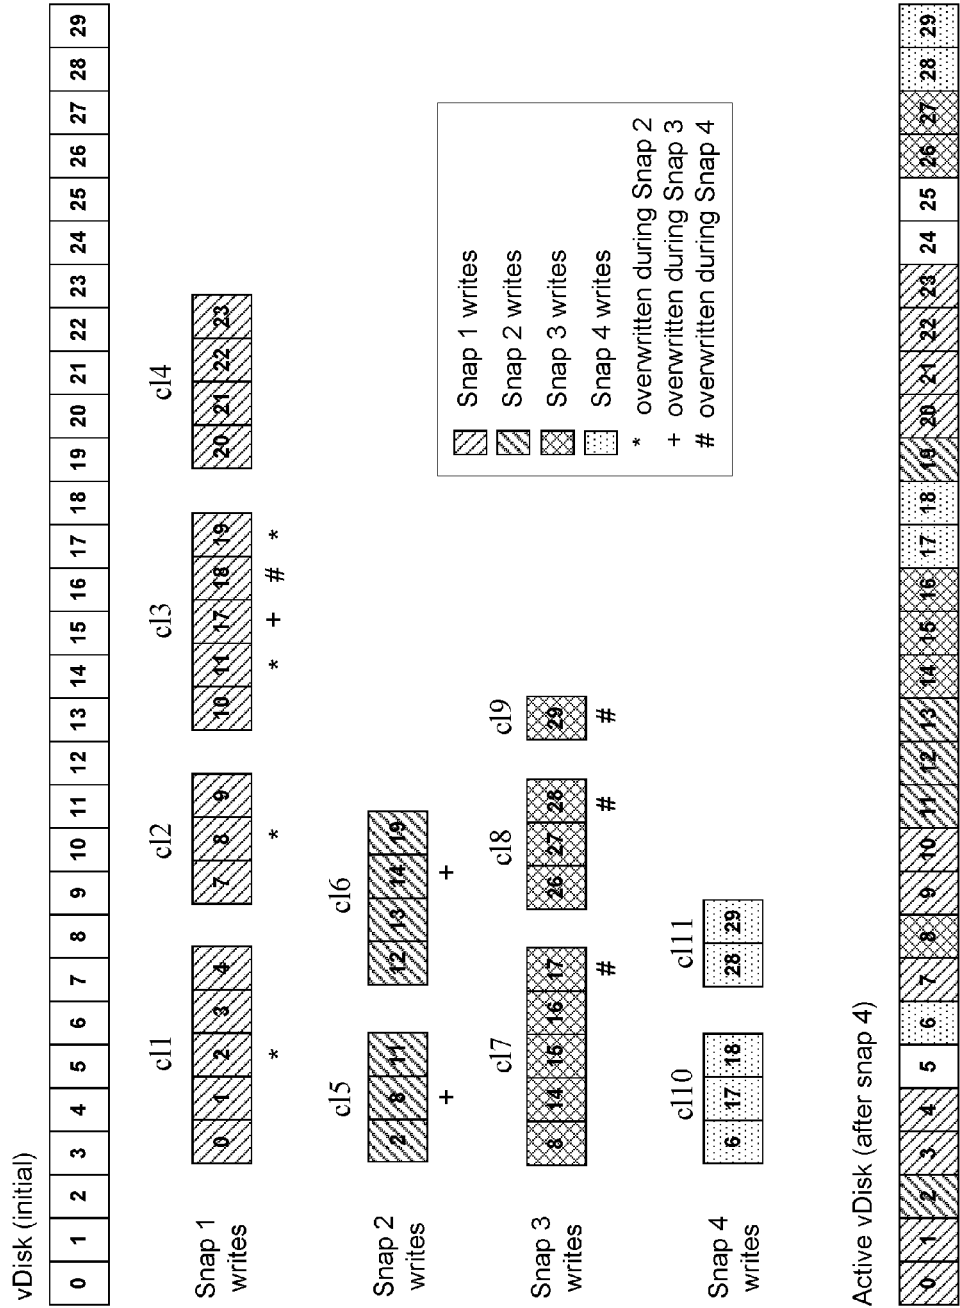 vDisk (initial)
0 1 2 3 4 5 6 7 8 9 10 11 12 13 14 15 16 17 18 19 20 21 22 23 24 25 26 27 28 29
cl1 cl2 cl3 cl4
Snap 1
writes
0 1 2 3 4 7 8 9 10 11 17 18 19 20 21 22 23
* * * + # *
cl5 cl6
Snap 2
writes
2 8 11 12 13 14 19
+ +
cl7 cl8 cl9
Snap 3
writes
8 14 15 16 17 26 27 28 29
# # #
cl10 cl11
Snap 4
writes
6 17 18 28 29
Snap 1 writes
Snap 2 writes
Snap 3 writes
Snap 4 writes
* overwritten during Snap 2
+ overwritten during Snap 3
# overwritten during Snap 4
Active vDisk (after snap 4)
0 1 2 3 4 5 6 7 8 9 10 11 12 13 14 15 16 17 18 19 20 21 22 23 24 25 26 27 28 29